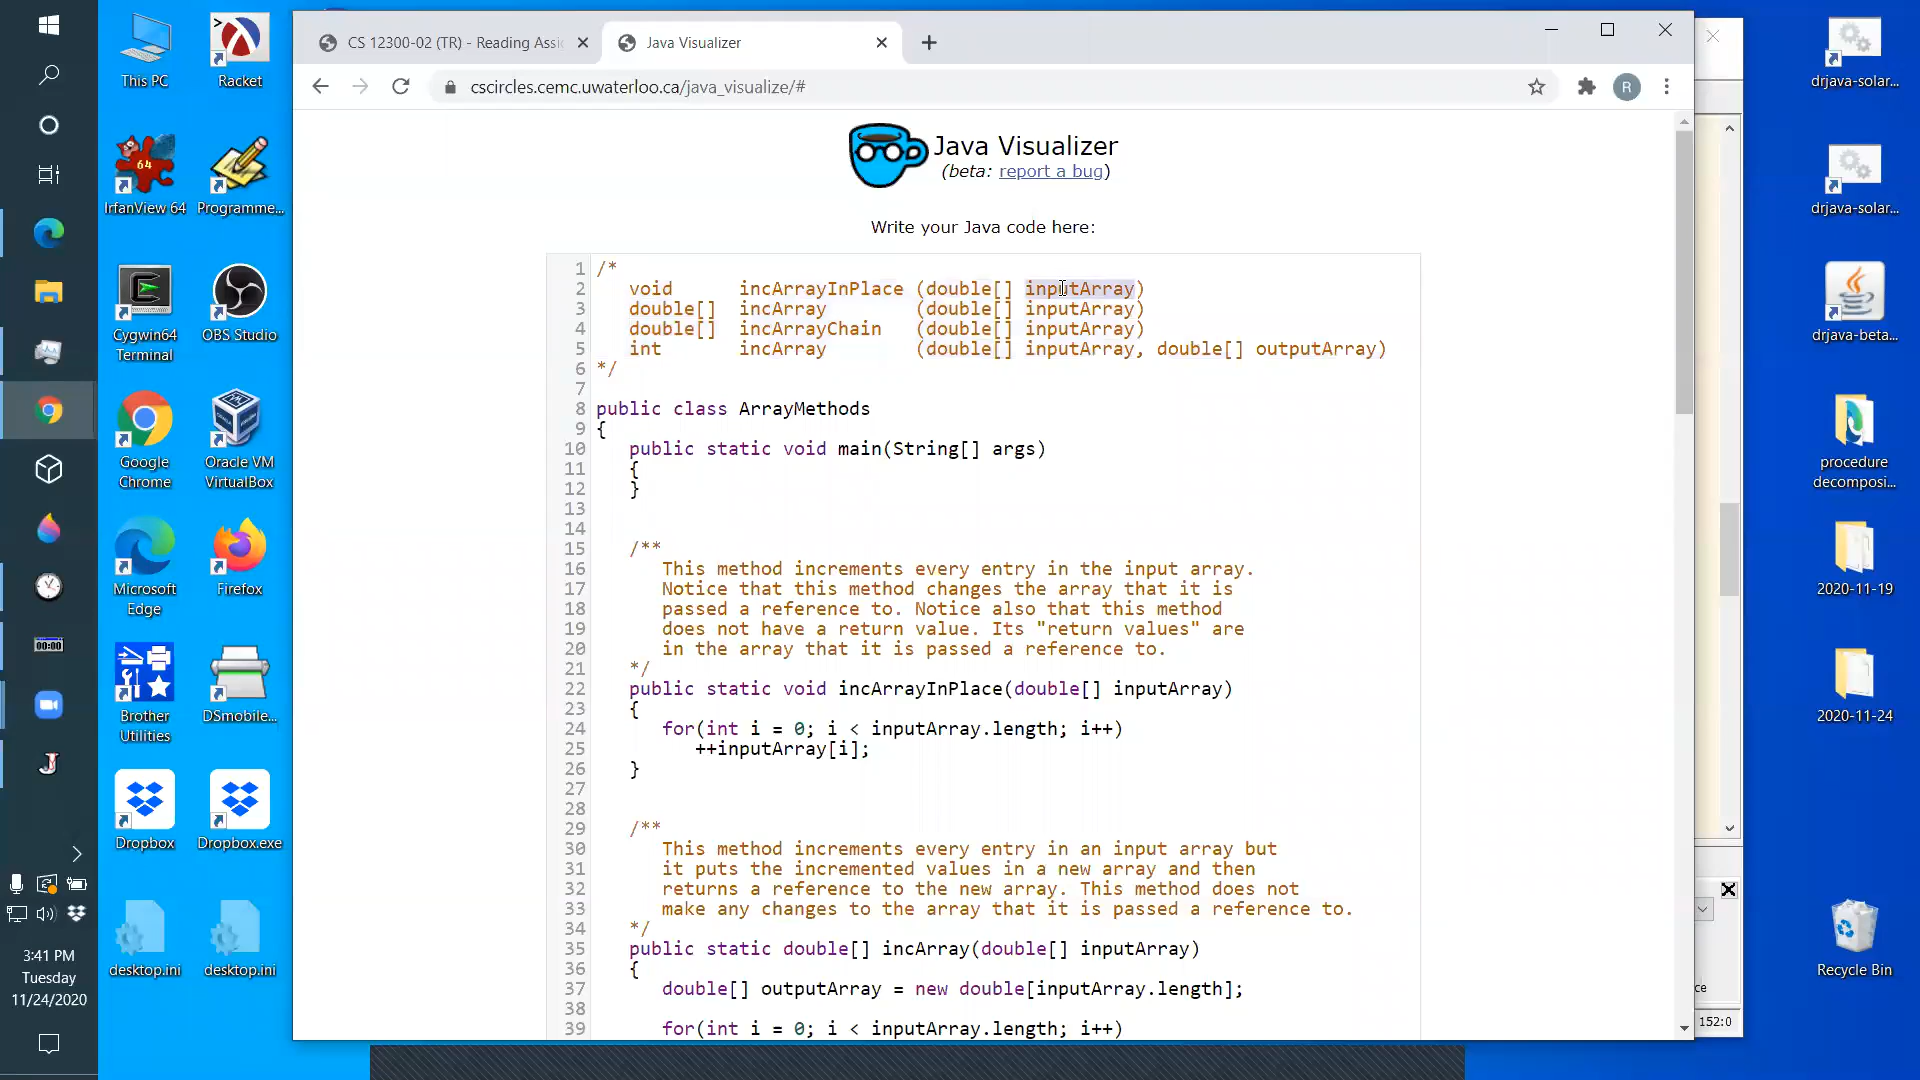 This PC
Racket
IrfanView 64
Programme...
Cygwin64
Terminal
OBS Studio
Google
Chrome
Oracle VM
VirtualBox
Microsoft
Edge
Firefox
Brother
Utilities
DSmobile...
Dropbox
Dropbox.exe
desktop.ini
desktop.ini
00:00
3:41 PM
Tuesday
11/24/2020
CS 12300-02 (TR) - Reading Assi
Java Visualizer
cscircles.cemc.uwaterloo.ca/java_visualize/#
R
Java Visualizer
(beta: report a bug)
Write your Java code here:
1 /*
2 void incArrayInPlace (double[] inputArray)
3 double[] incArray (double[] inputArray)
4 double[] incArrayChain (double[] inputArray)
5 int incArray (double[] inputArray, double[] outputArray)
6 */
7
8 public class ArrayMethods
9 {
10 public static void main(String[] args)
11 {
12 }
13
14
15 /**
16 This method increments every entry in the input array.
17 Notice that this method changes the array that it is
18 passed a reference to. Notice also that this method
19 does not have a return value. Its "return values" are
20 in the array that it is passed a reference to.
21 */
22 public static void incArrayInPlace(double[] inputArray)
23 {
24 for(int i = 0; i < inputArray.length; i++)
25 ++inputArray[i];
26 }
27
28
29 /**
30 This method increments every entry in an input array but
31 it puts the incremented values in a new array and then
32 returns a reference to the new array. This method does not
33 make any changes to the array that it is passed a reference to.
34 */
35 public static double[] incArray(double[] inputArray)
36 {
37 double[] outputArray = new double[inputArray.length];
38
39 for(int i = 0; i < inputArray.length; i++)
ce
152:0
drjava-solar...
drjava-solar...
drjava-beta...
procedure
decomposi...
2020-11-19
2020-11-24
Recycle Bin